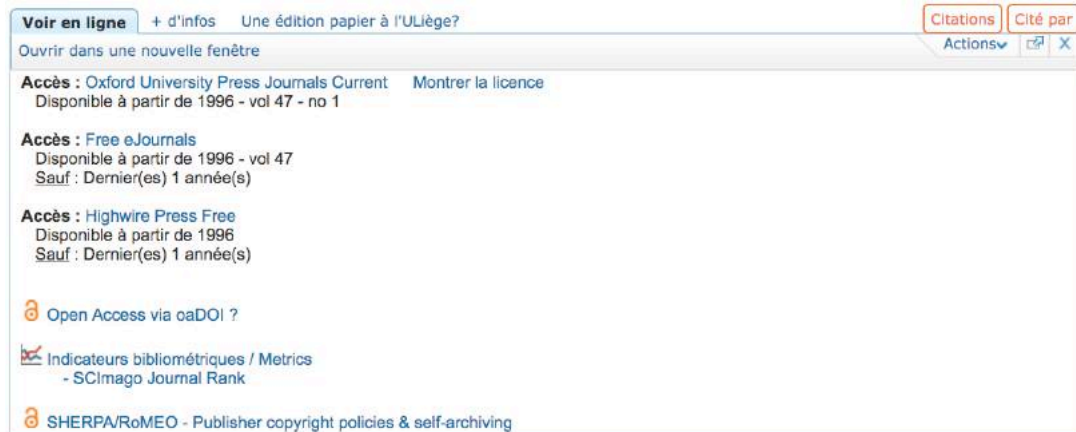 Voir en ligne + d'infos Une édition papier à l'ULiège? Citations Cité par
Ouvrir dans une nouvelle fenêtre Actions
Accès : Oxford University Press Journals Current Montrer la licence
Disponible à partir de 1996 - vol 47 - no 1
Accès : Free eJournals
Disponible à partir de 1996 - vol 47
Sauf : Dernier(es) 1 année(s)
Accès : Highwire Press Free
Disponible à partir de 1996
Sauf : Dernier(es) 1 année(s)
Open Access via oaDOI ?
Indicateurs bibliométriques / Metrics
- SCImago Journal Rank
SHERPA/RoMEO - Publisher copyright policies & self-archiving